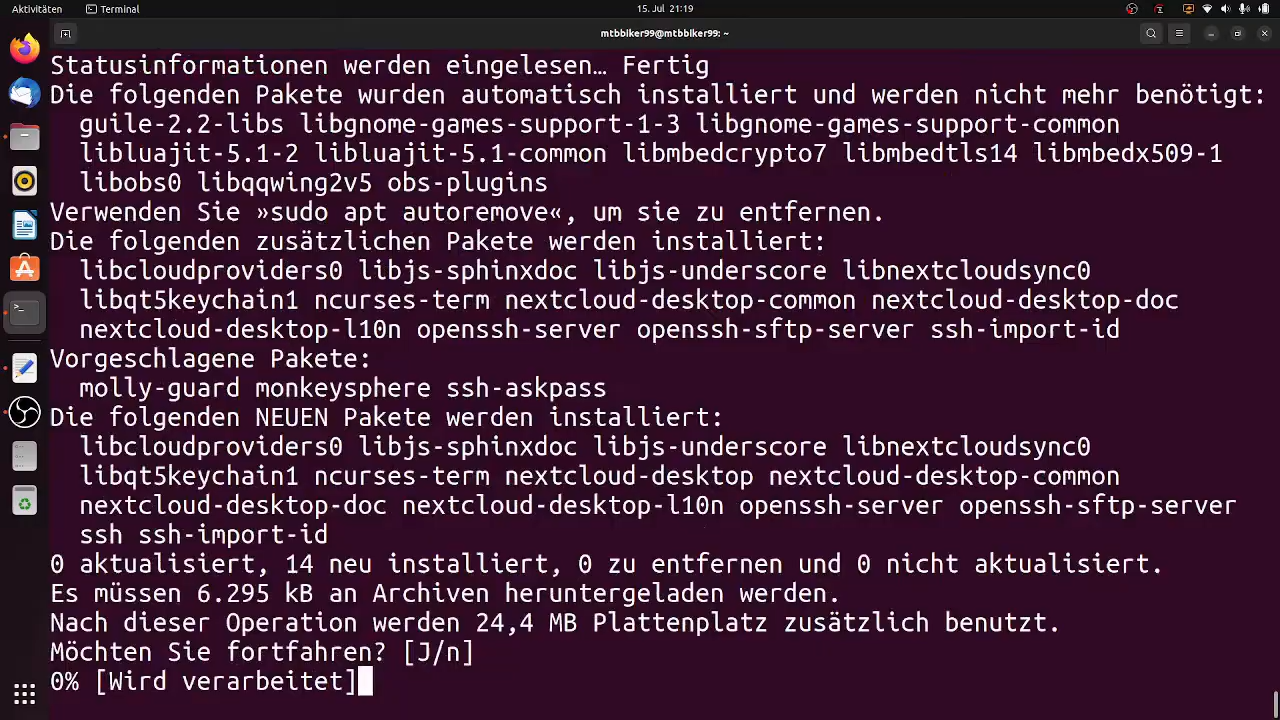 Aktivitäten
Terminal
15. Jul 21:19
mtbbiker99@mtbbiker99: ~
Statusinformationen werden eingelesen… Fertig
Die folgenden Pakete wurden automatisch installiert und werden nicht mehr benötigt:
guile-2.2-libs libgnome-games-support-1-3 libgnome-games-support-common
libluajit-5.1-2 libluajit-5.1-common libmbedcrypto7 libmbedtls14 libmbedx509-1
libobs0 libqqwing2v5 obs-plugins
Verwenden Sie »sudo apt autoremove«, um sie zu entfernen.
Die folgenden zusätzlichen Pakete werden installiert:
libcloudproviders0 libjs-sphinxdoc libjs-underscore libnextcloudsync0
libqt5keychain1 ncurses-term nextcloud-desktop-common nextcloud-desktop-doc
nextcloud-desktop-l10n openssh-server openssh-sftp-server ssh-import-id
Vorgeschlagene Pakete:
molly-guard monkeysphere ssh-askpass
Die folgenden NEUEN Pakete werden installiert:
libcloudproviders0 libjs-sphinxdoc libjs-underscore libnextcloudsync0
libqt5keychain1 ncurses-term nextcloud-desktop nextcloud-desktop-common
nextcloud-desktop-doc nextcloud-desktop-l10n openssh-server openssh-sftp-server
ssh ssh-import-id
0 aktualisiert, 14 neu installiert, 0 zu entfernen und 0 nicht aktualisiert.
Es müssen 6.295 kB an Archiven heruntergeladen werden.
Nach dieser Operation werden 24,4 MB Plattenplatz zusätzlich benutzt.
Möchten Sie fortfahren? [J/n]
0% [Wird verarbeitet]